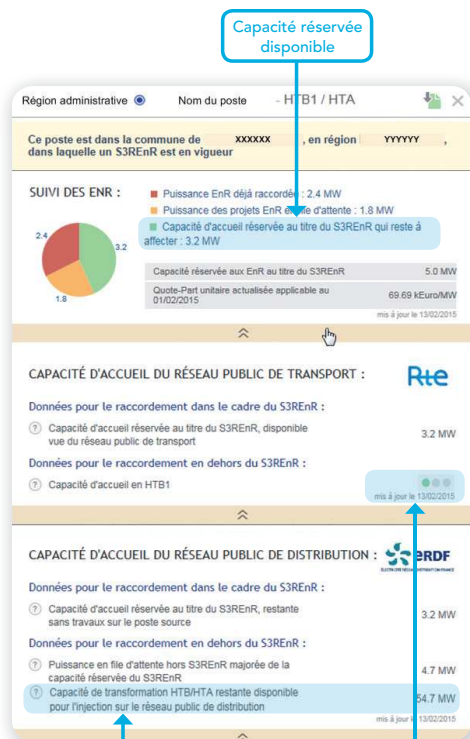 Capacité réservée
disponible
Région administrative Nom du poste - HTB1 / HTA
Ce poste est dans la commune de xxxxxx , en région YYYYYY ,
dans laquelle un S3REnR est en vigueur
SUIVI DES ENR :
Puissance EnR déjà raccordée : 2.4 MW
Puissance des projets EnR en file d'attente : 1.8 MW
Capacité d'accueil réservée au titre du S3REnR qui reste à
affecter : 3.2 MW
2.4
3.2
1.8
Capacité réservée aux EnR au titre du S3REnR 5.0 MW
Quote-Part unitaire actualisée applicable au
01/02/2015 69.69 kEuro/MW
mis à jour le 13/02/2015
CAPACITÉ D'ACCUEIL DU RÉSEAU PUBLIC DE TRANSPORT : Rte
Données pour le raccordement dans le cadre du S3REnR :
? Capacité d'accueil réservée au titre du S3REnR, disponible
vue du réseau public de transport 3.2 MW
Données pour le raccordement en dehors du S3REnR :
? Capacité d'accueil en HTB1
mis à jour le 13/02/2015
CAPACITÉ D'ACCUEIL DU RÉSEAU PUBLIC DE DISTRIBUTION : eRDF
Données pour le raccordement dans le cadre du S3REnR :
? Capacité d'accueil réservée au titre du S3REnR, restante
sans travaux sur le poste source 3.2 MW
Données pour le raccordement en dehors du S3REnR :
? Puissance en file d'attente hors S3REnR majorée de la
capacité réservée du S3REnR 4.7 MW
? Capacité de transformation HTB/HTA restante disponible
pour l'injection sur le réseau public de distribution 54.7 MW
mis à jour le 13/02/2015